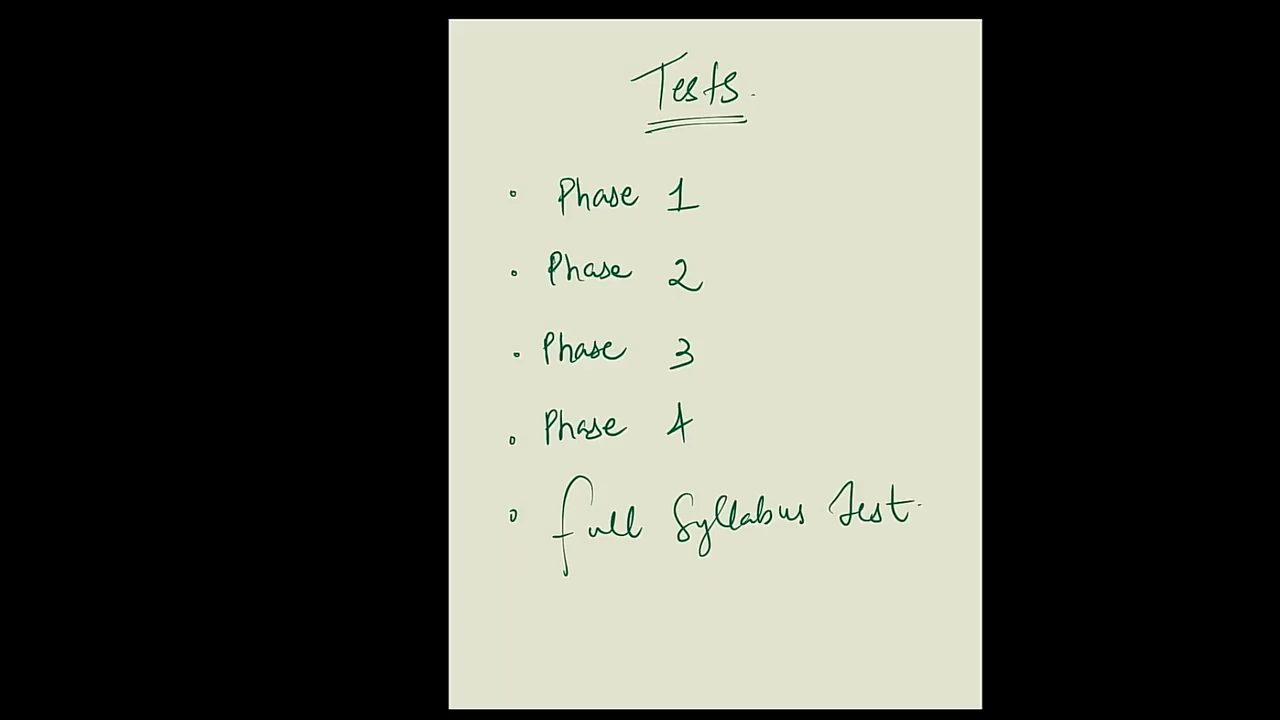 Tests.
• Phase 1
• Phase 2
• Phase 3
• Phase 4
• Full Syllabus Test.